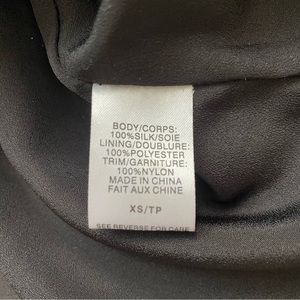 BODY/CORPS:
100%SILK/SOIE
LINING/DOUBLURE:
100%POLYESTER
TRIM/GARNITURE:
100%NYLON
MADE IN CHINA
FAIT AUX CHINE
XS/TP
SEE REVERSE FOR CARE